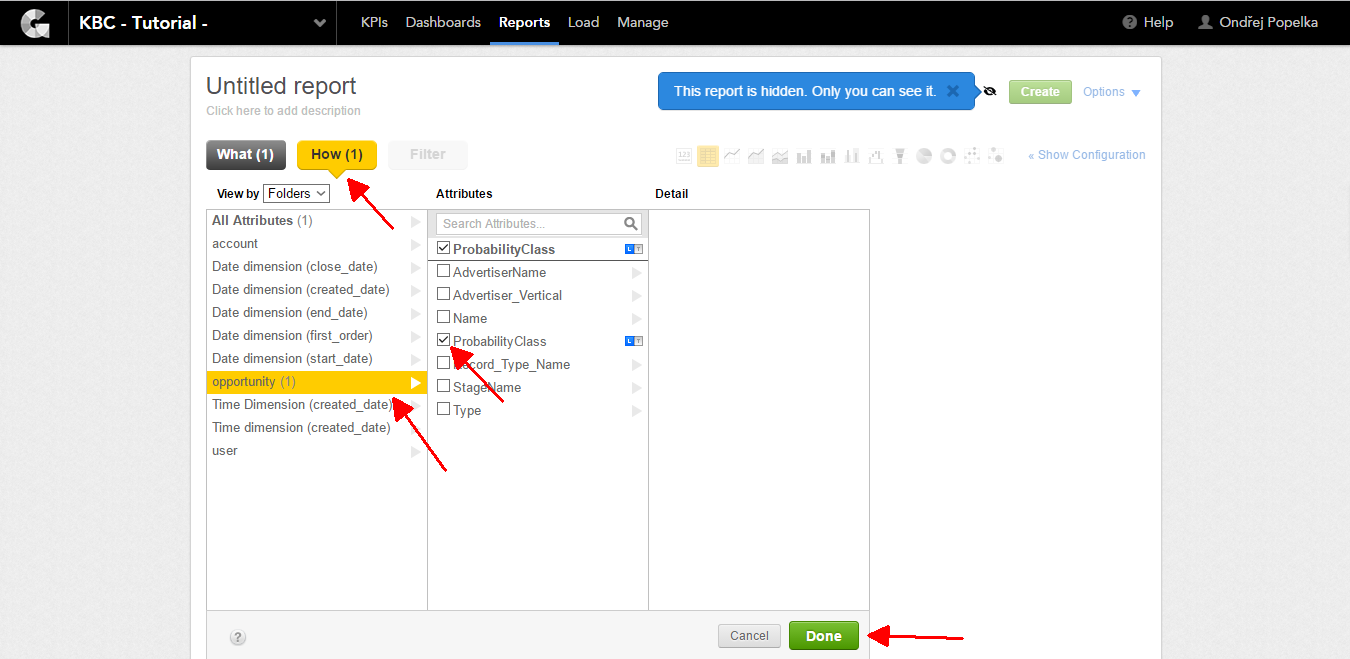 KBC - Tutorial -
KPIs Dashboards Reports Load Manage
Help Ondřej Popelka
Untitled report
Click here to add description
This report is hidden. Only you can see it.
Create
Options
What (1) How (1) Filter
123
« Show Configuration
View by Folders
Attributes
Detail
All Attributes (1)
account
Date dimension (close_date)
Date dimension (created_date)
Date dimension (end_date)
Date dimension (first_order)
Date dimension (start_date)
opportunity (1)
Time Dimension (created_date)
Time dimension (created_date)
user
Search Attributes...
ProbabilityClass
AdvertiserName
Advertiser_Vertical
Name
ProbabilityClass
Record_Type_Name
StageName
Type
?
Cancel
Done